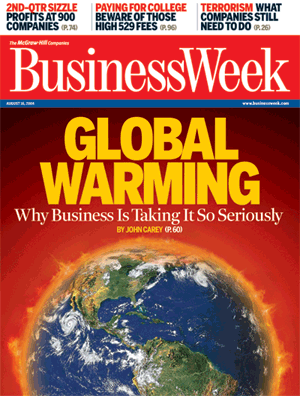 2ND-QTR SIZZLE
PROFITS AT 900
COMPANIES (P.74)
PAYING FOR COLLEGE
BEWARE OF THOSE
HIGH 529 FEES (P.96)
TERRORISM WHAT
COMPANIES STILL
NEED TO DO (P.26)
The McGraw-Hill Companies
BusinessWeek
AUGUST 16, 2004
www.businessweek.com
GLOBAL
WARMING
Why Business Is Taking It So Seriously
BY JOHN CAREY (P.60)